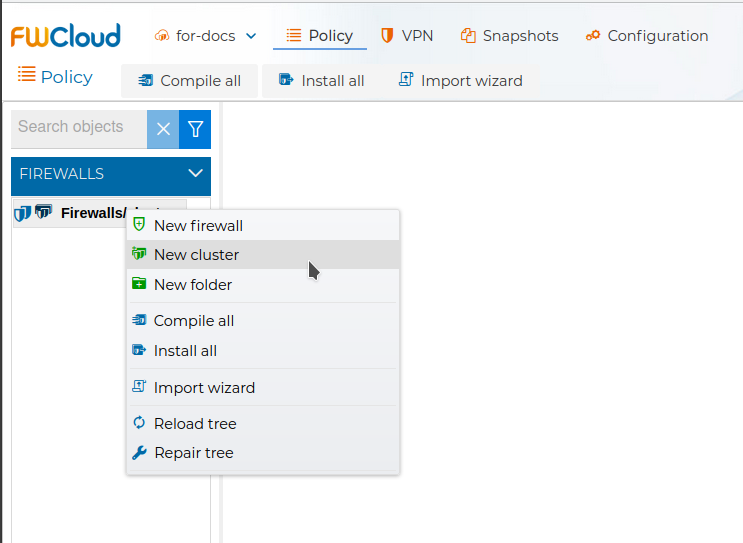 FWCloud for-docs Policy VPN Snapshots Configuration
Policy Compile all Install all Import wizard
Search objects
FIREWALLS
Firewalls/
New firewall
New cluster
New folder
Compile all
Install all
Import wizard
Reload tree
Repair tree